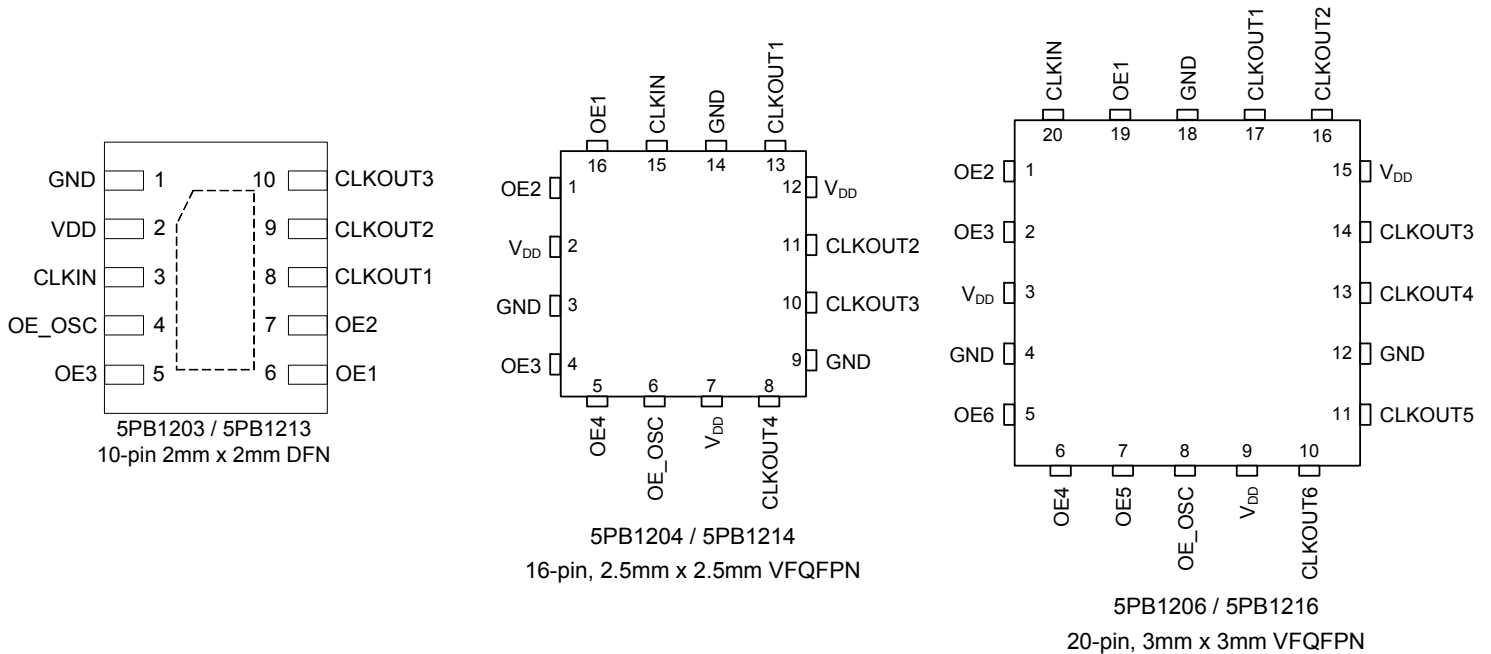 GND 1 10 CLKOUT3
VDD 2 9 CLKOUT2
CLKIN 3 8 CLKOUT1
OE_OSC 4 7 OE2
OE3 5 6 OE1
5PB1203 / 5PB1213
10-pin 2mm x 2mm DFN
OE1 CLKIN GND CLKOUT1
16 15 14 13
OE2 1 12 VDD
VDD 2 11 CLKOUT2
GND 3 10 CLKOUT3
OE3 4 9 GND
5 6 7 8
OE4 OE_OSC VDD CLKOUT4
5PB1204 / 5PB1214
16-pin, 2.5mm x 2.5mm VFQFPN
CLKIN OE1 GND CLKOUT1 CLKOUT2
20 19 18 17 16
OE2 1 15 VDD
OE3 2 14 CLKOUT3
VDD 3 13 CLKOUT4
GND 4 12 GND
OE6 5 11 CLKOUT5
6 7 8 9 10
OE4 OE5 OE_OSC VDD CLKOUT6
5PB1206 / 5PB1216
20-pin, 3mm x 3mm VFQFPN